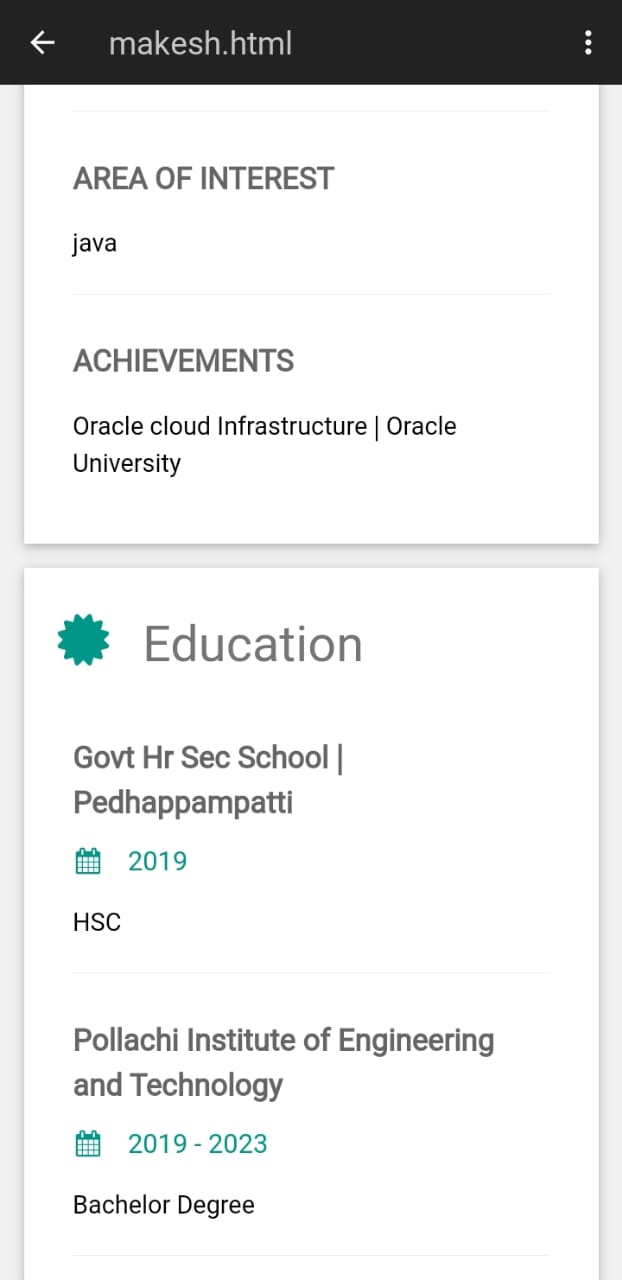 makesh.html
AREA OF INTEREST
java
ACHIEVEMENTS
Oracle cloud Infrastructure | Oracle
University
Education
Govt Hr Sec School |
Pedhappampatti
2019
HSC
Pollachi Institute of Engineering
and Technology
2019 - 2023
Bachelor Degree